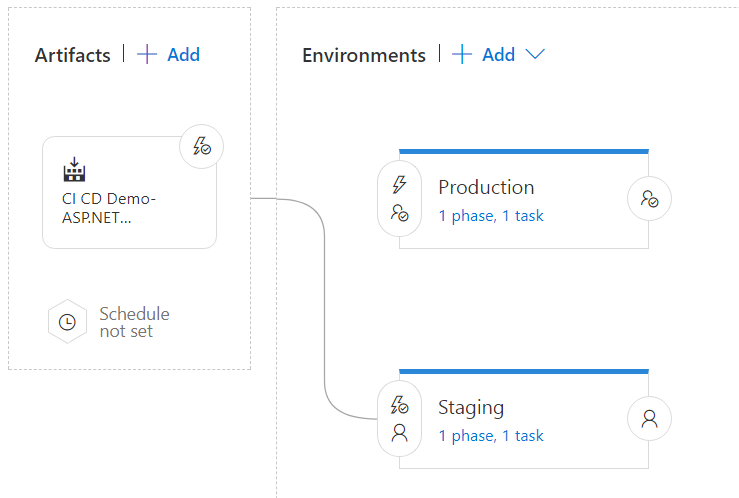 Artifacts | + Add
CI CD Demo-
ASP.NET...
Schedule
not set
Environments | + Add
Production
1 phase, 1 task
Staging
1 phase, 1 task